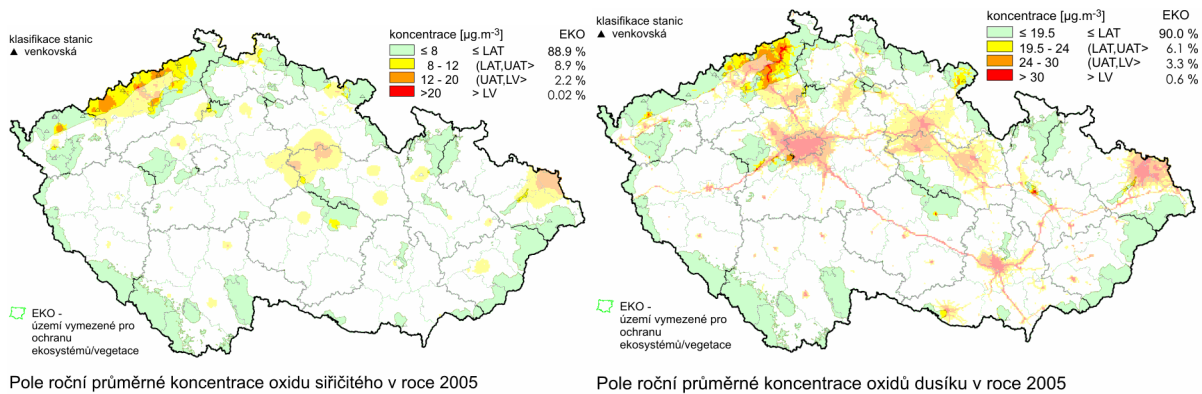 klasifikace stanic
▲ venkovská
koncentrace [µg.m-3] EKO
≤ 8 ≤ LAT 88.9 %
8 - 12 (LAT,UAT> 8.9 %
12 - 20 (UAT,LV> 2.2 %
>20 > LV 0.02 %
EKO -
území vymezené pro
ochranu
ekosystémů/vegetace
Pole roční průměrné koncentrace oxidu siřičitého v roce 2005
klasifikace stanic
▲ venkovská
koncentrace [µg.m-3] EKO
≤ 19.5 ≤ LAT 90.0 %
19.5 - 24 (LAT,UAT> 6.1 %
24 - 30 (UAT,LV> 3.3 %
> 30 > LV 0.6 %
EKO -
území vymezené pro
ochranu
ekosystémů/vegetace
Pole roční průměrné koncentrace oxidů dusíku v roce 2005